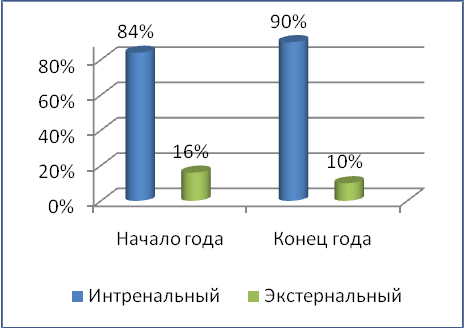 84%
90%
80%
60%
40%
16%
10%
20%
0%
Начало года
Конец года
Интренальный
Экстернальный